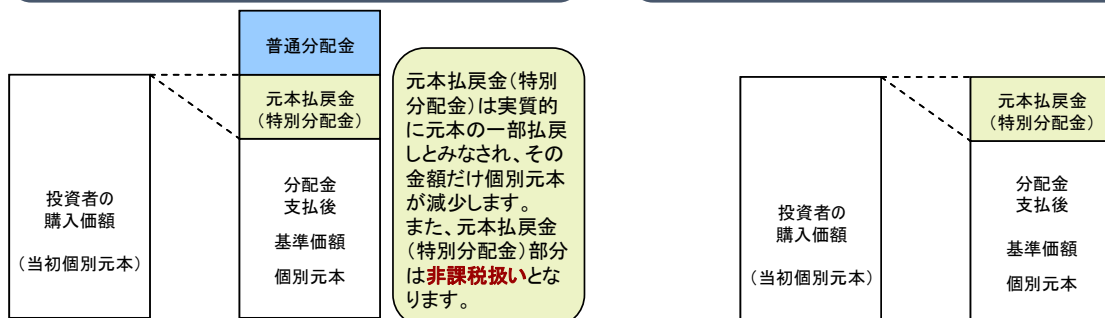 普通分配金
元本払戻金
(特別分配金)
投資者の
購入価額
(当初個別元本)
分配金
支払後
基準価額
個別元本
元本払戻金(特別
分配金)は実質的
に元本の一部払戻
しとみなされ、その
金額だけ個別元本
が減少します。
また、元本払戻金
(特別分配金)部分
は非課税扱いとな
ります。
投資者の
購入価額
(当初個別元本)
元本払戻金
(特別分配金)
分配金
支払後
基準価額
個別元本